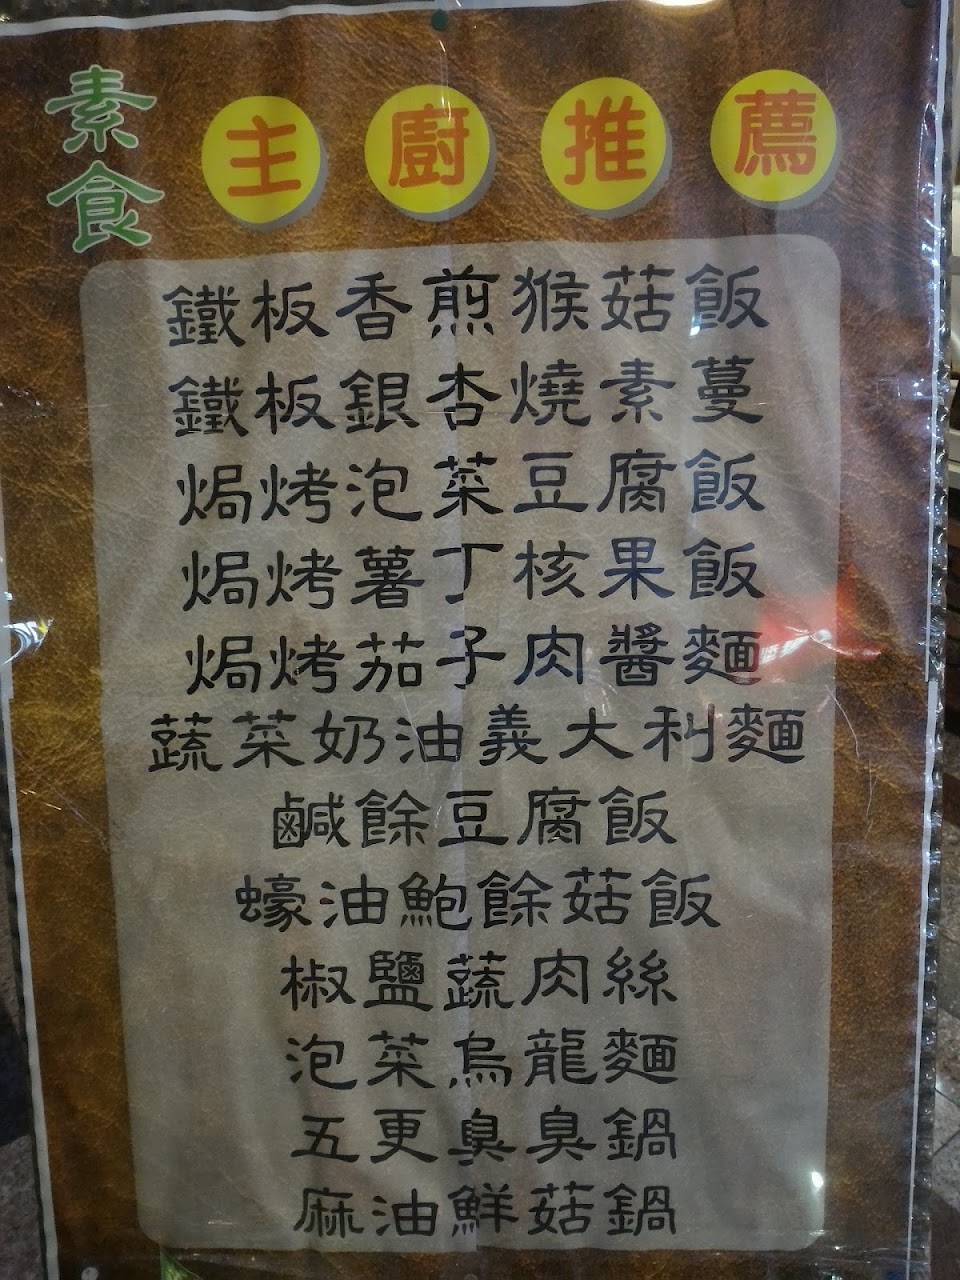 素食
主廚推薦
鐵板香煎猴菇飯
鐵板銀杏燒素蔓
焗烤泡菜豆腐飯
焗烤薯丁核果飯
焗烤茄子肉醬麵
蔬菜奶油義大利麵
鹹餘豆腐飯
蠔油鮑餘菇飯
椒鹽蔬肉絲
泡菜烏龍麵
五更臭臭鍋
麻油鮮菇鍋